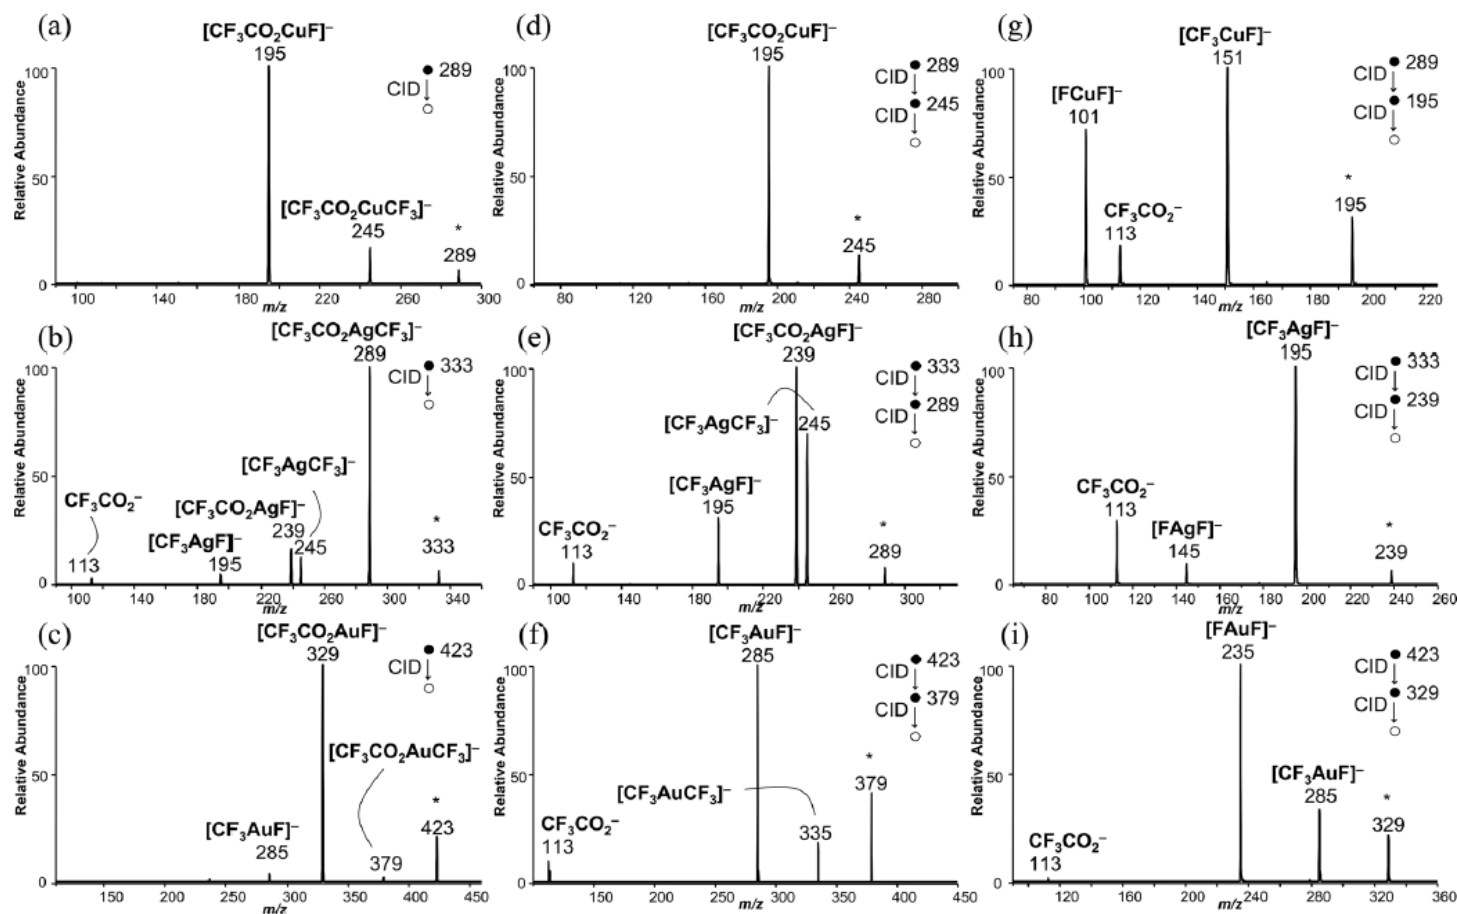 (a)
[CF₃CO₂CuF]⁻
195
100
289
CID
50
[CF₃CO₂CuCF₃]⁻
245
*
289
0
100 140 180 220 260 300
m/z
Relative Abundance
(d)
[CF₃CO₂CuF]⁻
195
100
CID 289
CID 245
50
*
245
0
80 120 160 200 240 280
m/z
Relative Abundance
(g)
[CF₃CuF]⁻
151
100
[FCuF]⁻
101
CID 289
CID 195
50
CF₃CO₂⁻
113
*
195
0
80 100 120 140 160 180 200 220
m/z
Relative Abundance
(b)
[CF₃CO₂AgCF₃]⁻
289
100
333
CID
[CF₃AgCF₃]⁻
50
CF₃CO₂⁻
[CF₃CO₂AgF]⁻
239
*
[CF₃AgF]⁻
113
195
245
333
0
100 140 180 220 260 300 340
m/z
Relative Abundance
(e)
[CF₃CO₂AgF]⁻
239
100
CID 333
CID 289
[CF₃AgCF₃]⁻
245
50
[CF₃AgF]⁻
195
CF₃CO₂⁻
113
*
289
0
100 140 180 220 260 300
m/z
Relative Abundance
(h)
[CF₃AgF]⁻
195
100
CID 333
CID 239
50
CF₃CO₂⁻
113
[FAgF]⁻
145
*
239
0
80 100 120 140 160 180 200 220 240 260
m/z
Relative Abundance
(c)
[CF₃CO₂AuF]⁻
329
100
423
CID
[CF₃CO₂AuCF₃]⁻
50
[CF₃AuF]⁻
285
379
*
423
0
150 200 250 300 350 400 450
m/z
Relative Abundance
(f)
[CF₃AuF]⁻
285
100
CID 423
CID 379
*
379
50
[CF₃AuCF₃]⁻
335
CF₃CO₂⁻
113
0
150 200 250 300 350 400 450
m/z
Relative Abundance
(i)
[FAuF]⁻
235
100
CID 423
CID 329
[CF₃AuF]⁻
285
*
329
50
CF₃CO₂⁻
113
0
120 160 200 240 280 320 360
m/z
Relative Abundance